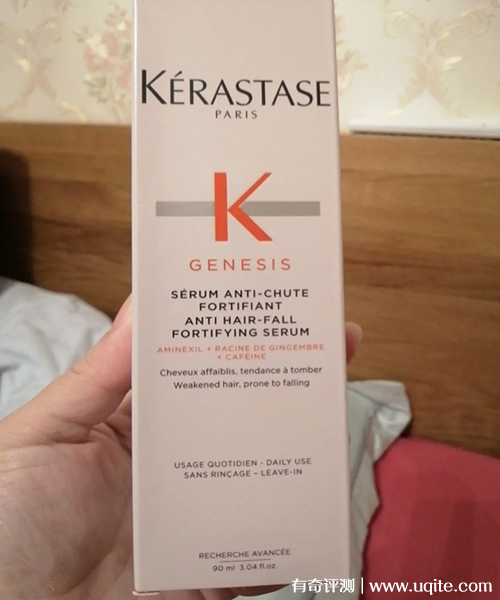 KÉRASTASE
PARIS
K
GENESIS
SÉRUM ANTI-CHUTE
FORTIFIANT
ANTI HAIR-FALL
FORTIFYING SERUM
AMINEXIL + RACINE DE GINGEMBRE
+ CAFÉINE
Cheveux affaiblis, tendance à tomber
Weakened hair, prone to falling
USAGE QUOTIDIEN - DAILY USE
SANS RINÇAGE - LEAVE-IN
RECHERCHE AVANCÉE
90 ml 3.04 fl.oz.
有奇评测 | www.uqite.com